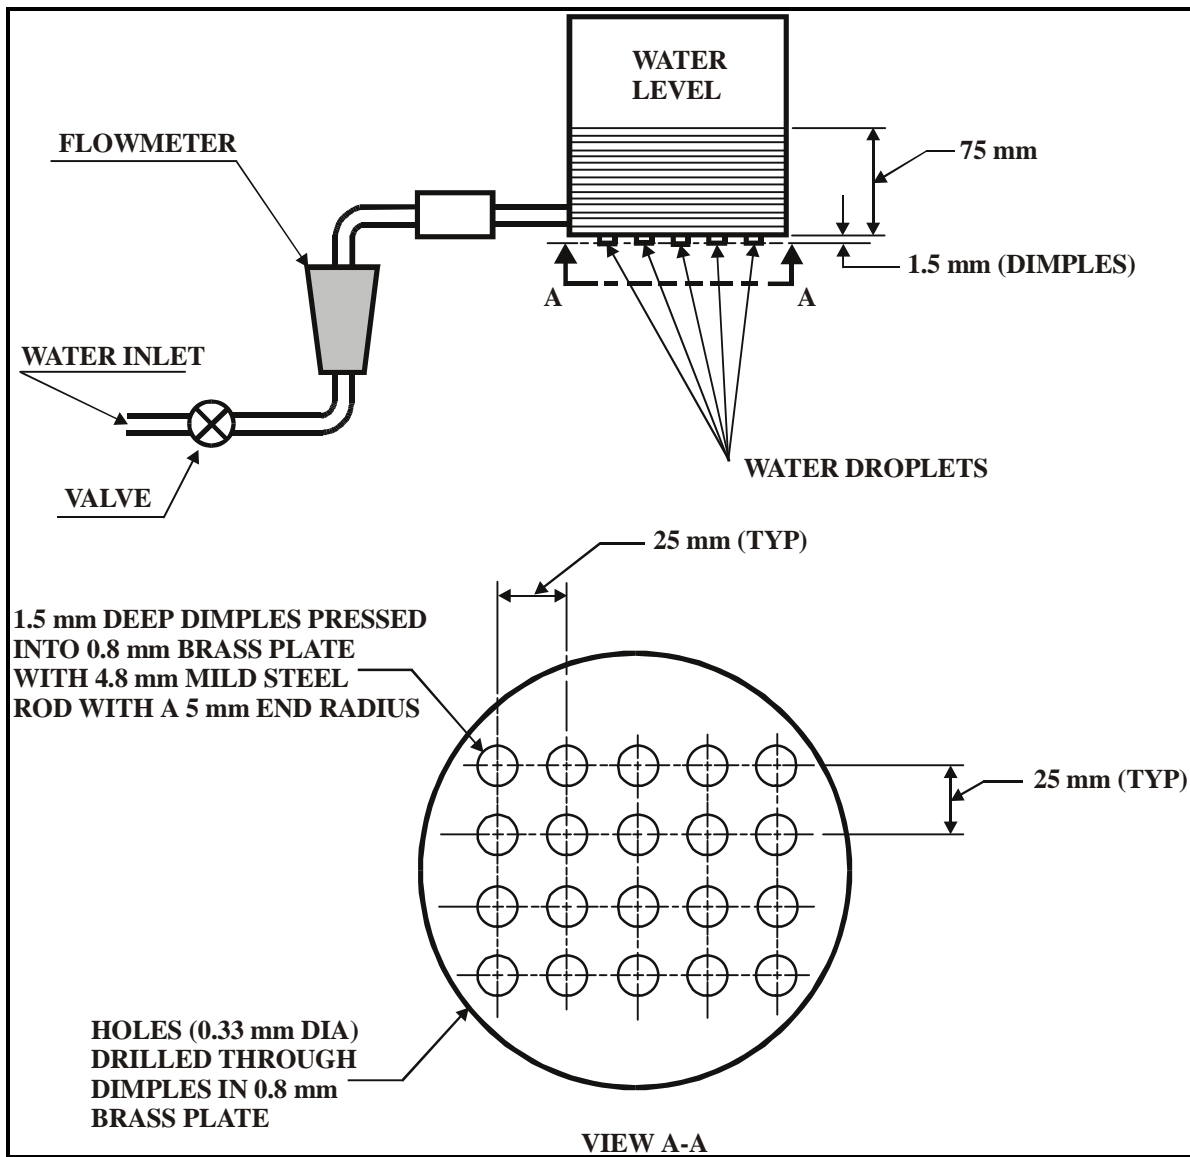 WATER
LEVEL
FLOWMETER
75 mm
1.5 mm (DIMPLES)
A
A
WATER INLET
WATER DROPLETS
VALVE
25 mm (TYP)
1.5 mm DEEP DIMPLES PRESSED
INTO 0.8 mm BRASS PLATE
WITH 4.8 mm MILD STEEL
ROD WITH A 5 mm END RADIUS
25 mm (TYP)
HOLES (0.33 mm DIA)
DRILLED THROUGH
DIMPLES IN 0.8 mm
BRASS PLATE
VIEW A-A